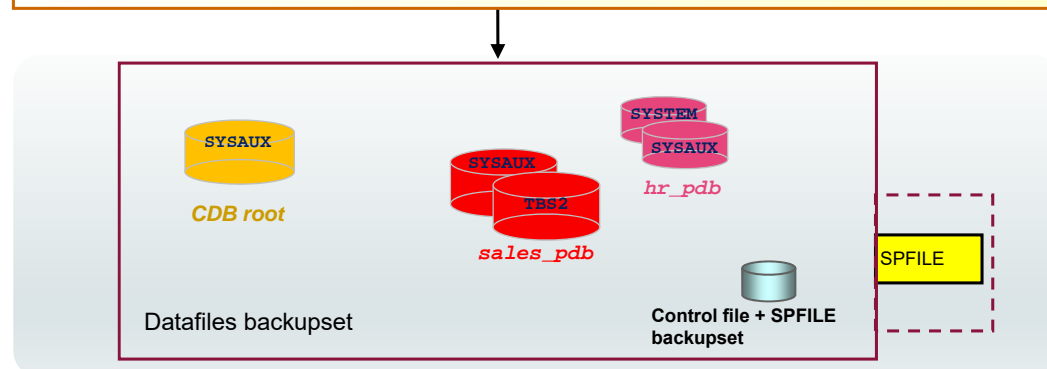 SYSAUX
CDB root
SYSAUX
TBS2
sales_pdb
SYSTEM
SYSAUX
hr_pdb
SPFILE
Datafiles backupset
Control file + SPFILE
backupset